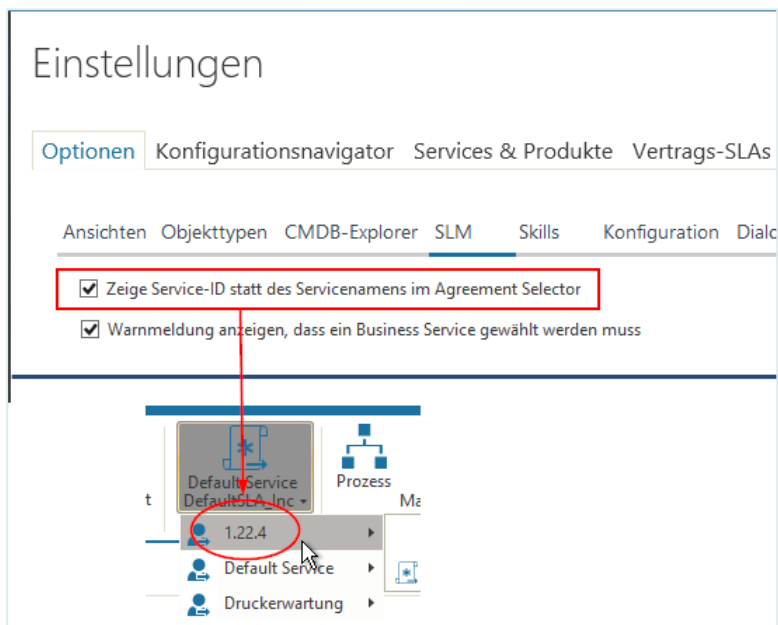 Einstellungen
Optionen Konfigurationsnavigator Services & Produkte Vertrags-SLAs
Ansichten Objekttypen CMDB-Explorer SLM Skills Konfiguration
Zeige Service-ID statt des Servicenamens im Agreement Selector
Warnmeldung anzeigen, dass ein Business Service gewählt werden muss
Default Service
Prozess
t DefaultSLA_Inc Ma
1.22.4
Default Service
Druckerwartung